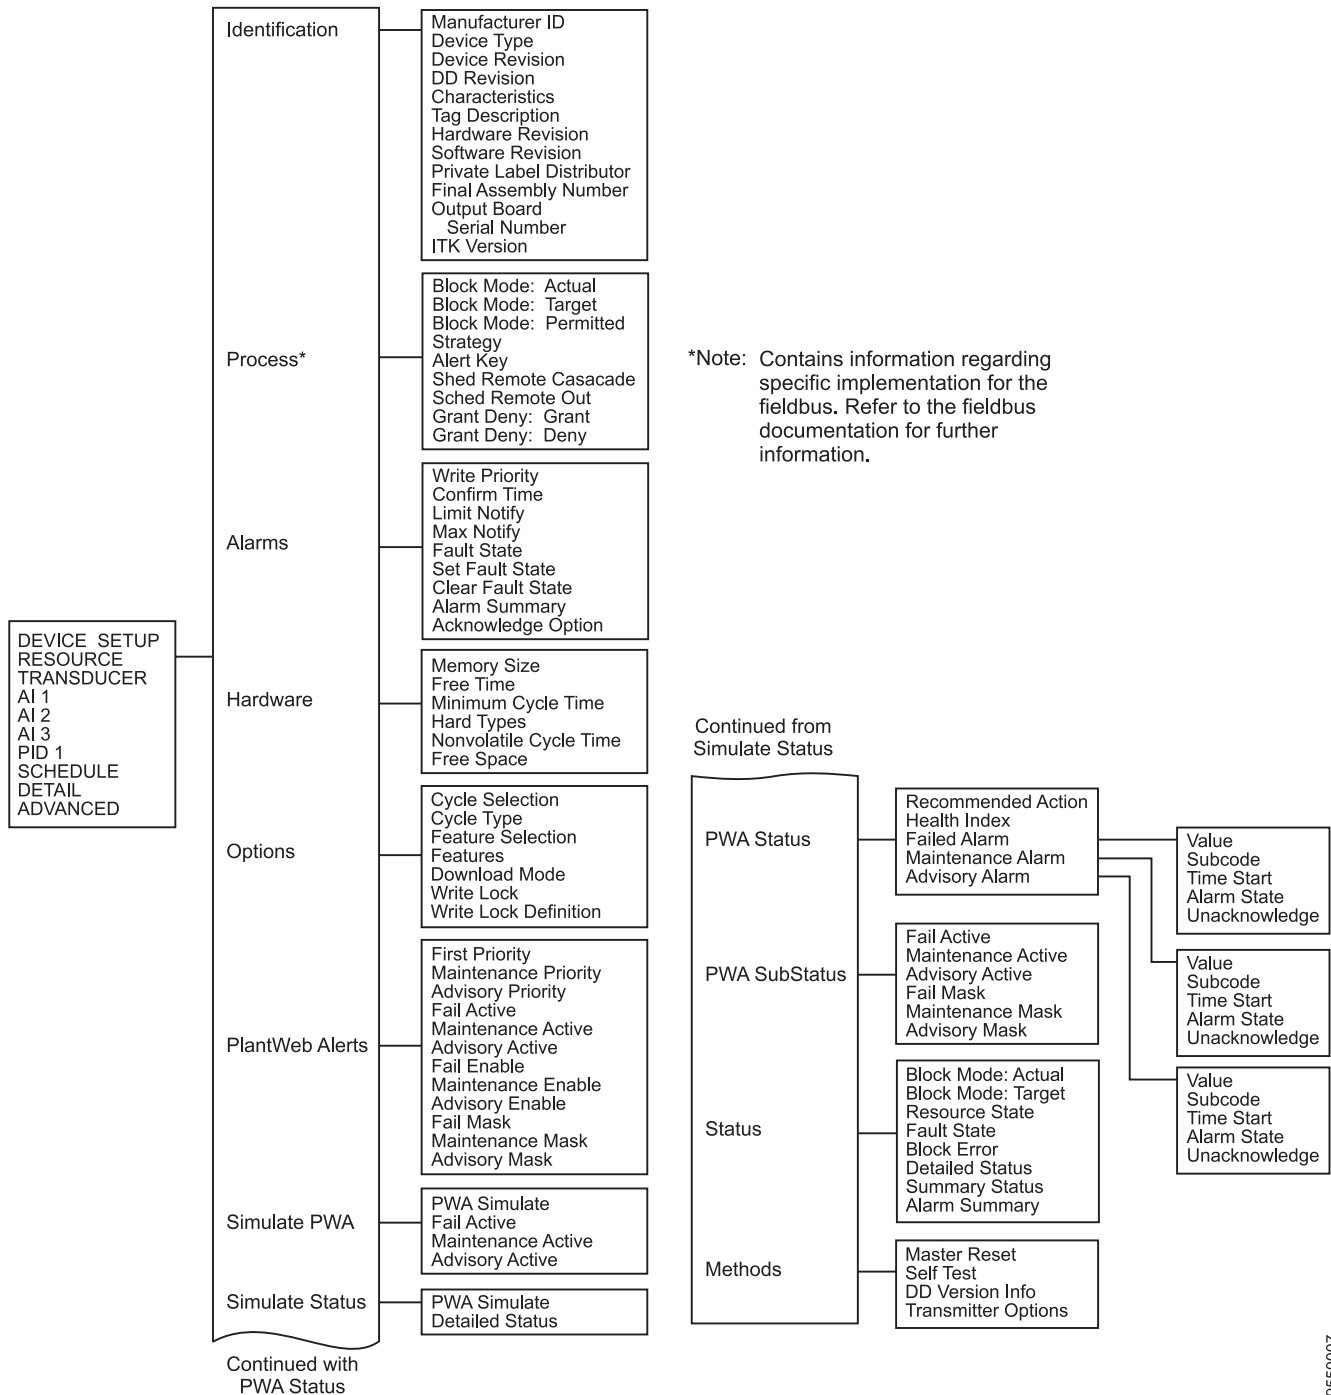 DEVICE SETUP
RESOURCE
TRANSDUCER
AI 1
AI 2
AI 3
PID 1
SCHEDULE
DETAIL
ADVANCED
Identification
Manufacturer ID
Device Type
Device Revision
DD Revision
Characteristics
Tag Description
Hardware Revision
Software Revision
Private Label Distributor
Final Assembly Number
Output Board
Serial Number
ITK Version
Process*
Block Mode: Actual
Block Mode: Target
Block Mode: Permitted
Strategy
Alert Key
Shed Remote Casacade
Sched Remote Out
Grant Deny: Grant
Grant Deny: Deny
*Note: Contains information regarding
specific implementation for the
fieldbus. Refer to the fieldbus
documentation for further
information.
Alarms
Write Priority
Confirm Time
Limit Notify
Max Notify
Fault State
Set Fault State
Clear Fault State
Alarm Summary
Acknowledge Option
Hardware
Memory Size
Free Time
Minimum Cycle Time
Hard Types
Nonvolatile Cycle Time
Free Space
Options
Cycle Selection
Cycle Type
Feature Selection
Features
Download Mode
Write Lock
Write Lock Definition
PlantWeb Alerts
First Priority
Maintenance Priority
Advisory Priority
Fail Active
Maintenance Active
Advisory Active
Fail Enable
Maintenance Enable
Advisory Enable
Fail Mask
Maintenance Mask
Advisory Mask
Simulate PWA
PWA Simulate
Fail Active
Maintenance Active
Advisory Active
Simulate Status
PWA Simulate
Detailed Status
Continued with
PWA Status
Continued from
Simulate Status
PWA Status
Recommended Action
Health Index
Failed Alarm
Maintenance Alarm
Advisory Alarm
Value
Subcode
Time Start
Alarm State
Unacknowledge
Value
Subcode
Time Start
Alarm State
Unacknowledge
Value
Subcode
Time Start
Alarm State
Unacknowledge
PWA SubStatus
Fail Active
Maintenance Active
Advisory Active
Fail Mask
Maintenance Mask
Advisory Mask
Status
Block Mode: Actual
Block Mode: Target
Resource State
Fault State
Block Error
Detailed Status
Summary Status
Alarm Summary
Methods
Master Reset
Self Test
DD Version Info
Transmitter Options